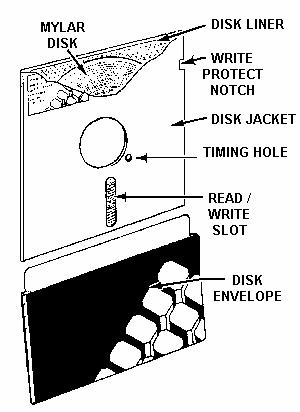 DISK LINER
MYLAR
DISK
WRITE
PROTECT
NOTCH
DISK JACKET
TIMING HOLE
READ /
WRITE
SLOT
DISK
ENVELOPE